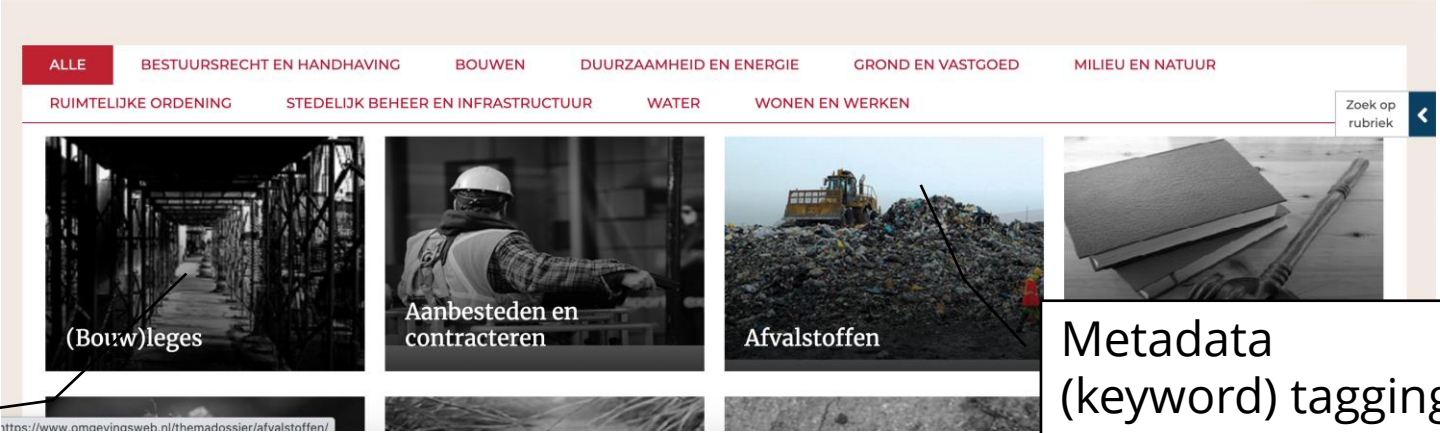 ALLE BESTUURSRECHT EN HANDHAVING BOUWEN DUURZAAMHEID EN ENERGIE GROND EN VASTGOED MILIEU EN NATUUR
RUIMTELIJKE ORDENING STEDELIJK BEHEER EN INFRASTRUCTUUR WATER WONEN EN WERKEN
Zoek op
rubriek
(Bouw)leges
Aanbesteden en
contracteren
Afvalstoffen
Metadata
(keyword) tagging
https://www.omgevingsweb.nl/themadossier/afvalstoffen/